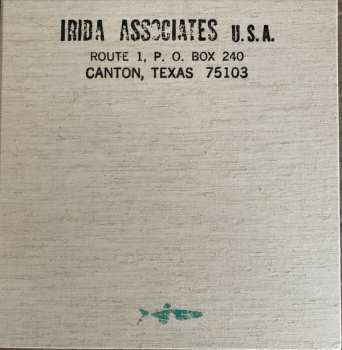 IRIDA ASSOCIATES U.S.A.
ROUTE 1, P. O. BOX 240
CANTON, TEXAS 75103